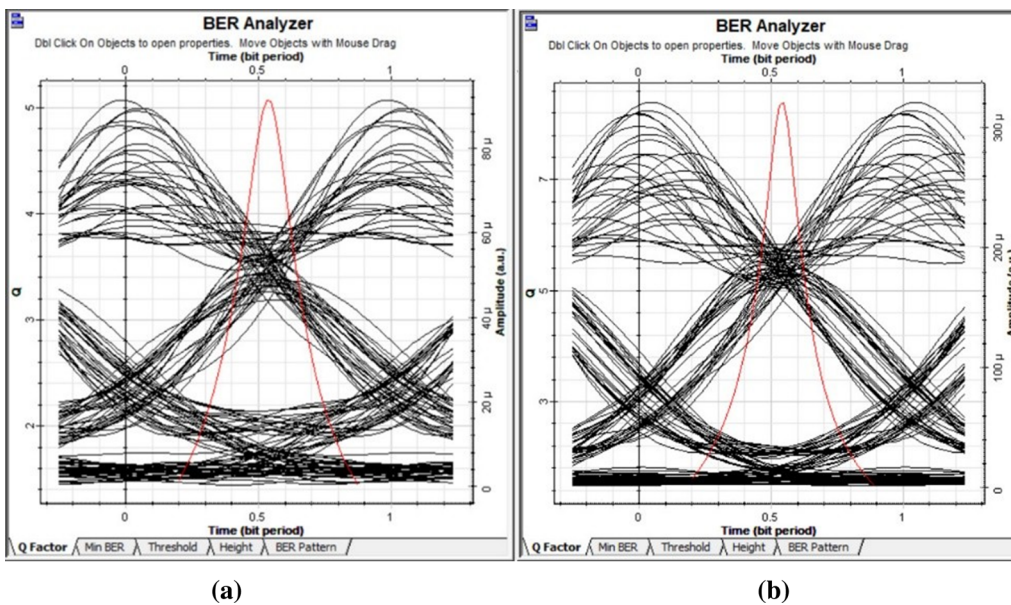 BER Analyzer
Dbl Click On Objects to open properties. Move Objects with Mouse Drag
Time (bit period)
0 0.5 1
5
4
3
2
Q
80 µ
60 µ
40 µ
20 µ
0
Amplitude (a.u.)
0 0.5 1
Time (bit period)
Q Factor Min BER Threshold Height BER Pattern
(a)
BER Analyzer
Dbl Click On Objects to open properties. Move Objects with Mouse Drag
Time (bit period)
0 0.5 1
7
5
3
Q
300 µ
200 µ
100 µ
0
Amplitude (a.u.)
0 0.5 1
Time (bit period)
Q Factor Min BER Threshold Height BER Pattern
(b)